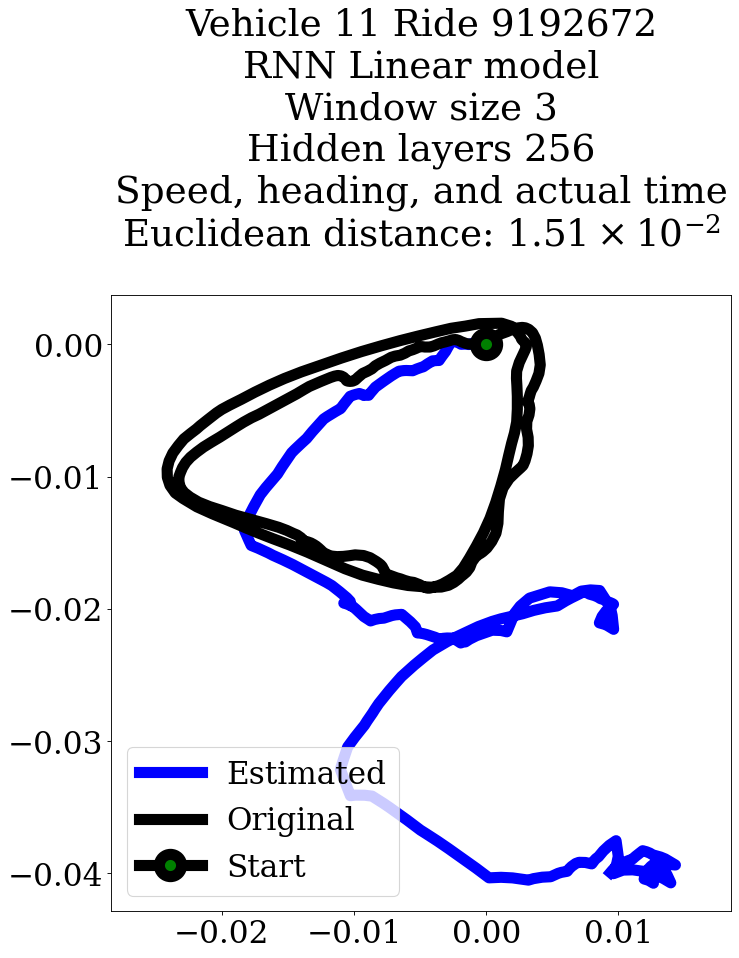 Vehicle 11 Ride 9192672
RNN Linear model
Window size 3
Hidden layers 256
Speed, heading, and actual time
Euclidean distance: 1.51 × 10⁻²
0.00
−0.01
−0.02
−0.03
−0.04
Estimated
Original
Start
−0.02 −0.01 0.00 0.01